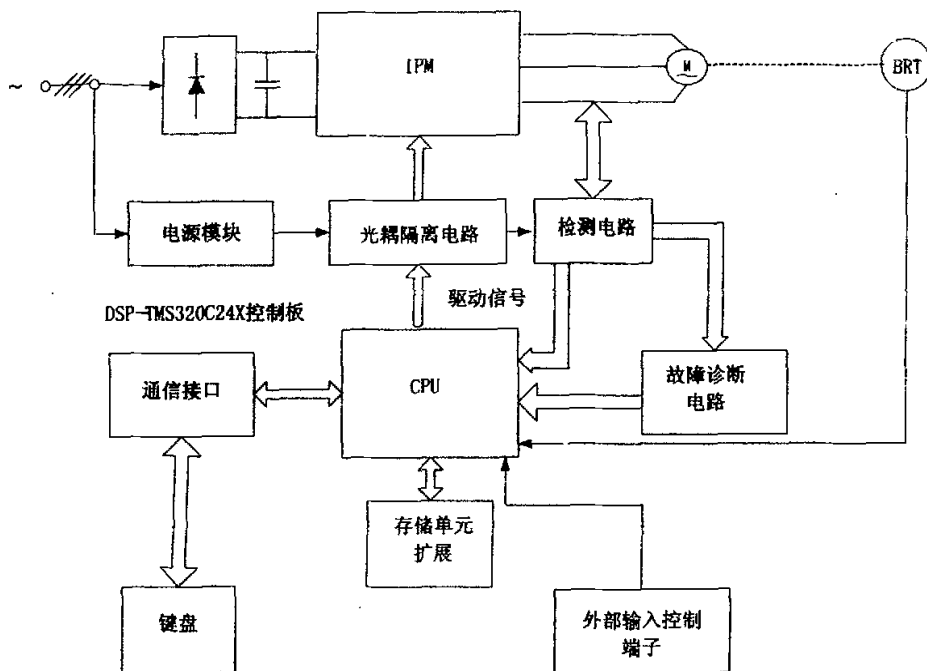 IPM
M
BRT
~
电源模块
光耦隔离电路
检测电路
驱动信号
DSP-TMS320C24X控制板
通信接口
CPU
故障诊断
电路
存储单元
扩展
键盘
外部输入控制
端子